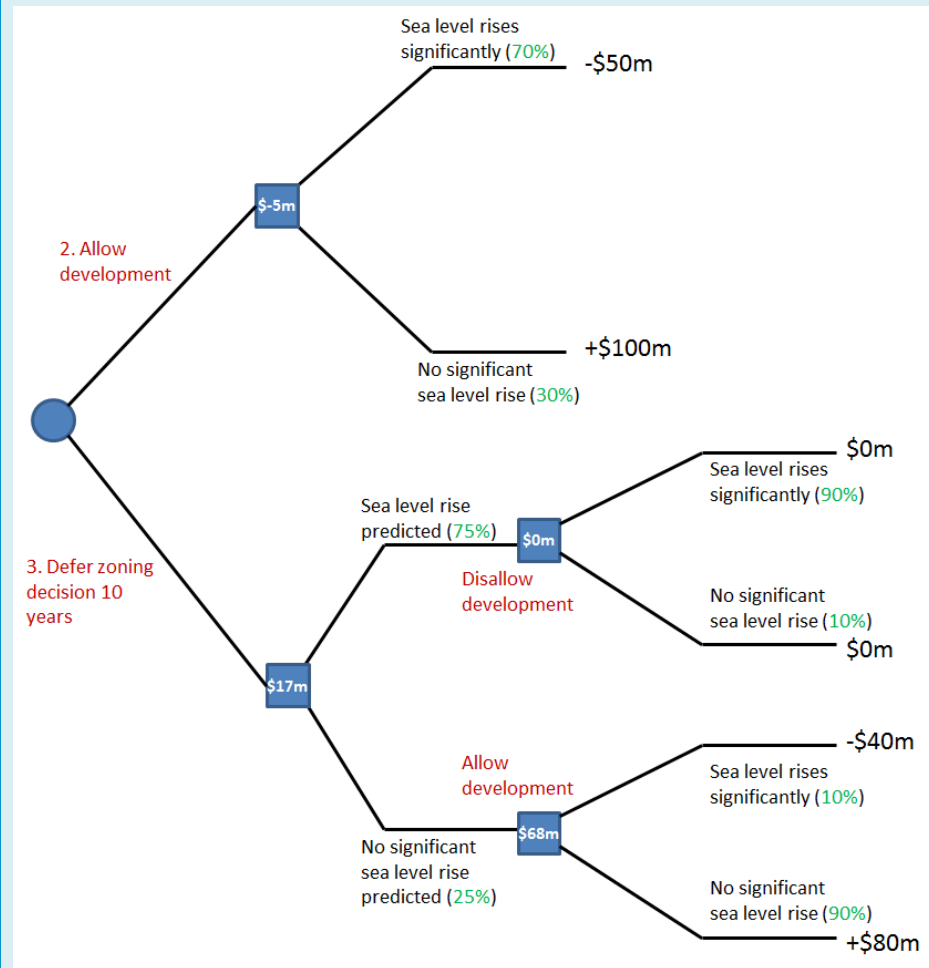 Sea level rises
significantly (70%)
-$50m
$-5m
2. Allow
development
+$100m
No significant
sea level rise (30%)
$0m
Sea level rises
significantly (90%)
Sea level rise
predicted (75%)
$0m
3. Defer zoning
decision 10
years
Disallow
development
No significant
sea level rise (10%)
$0m
$17m
-$40m
Allow
development
Sea level rises
significantly (10%)
$68m
No significant
sea level rise
predicted (25%)
No significant
sea level rise (90%)
+$80m